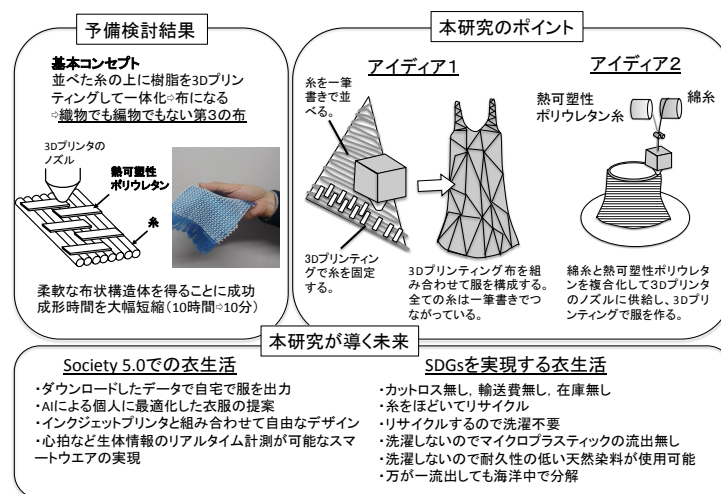 予備検討結果
基本コンセプト
並べた糸の上に樹脂を3Dプリン
ティングして一体化⇨布になる
⇨織物でも編物でもない第3の布
3Dプリンタの
ノズル
熱可塑性
ポリウレタン
糸
柔軟な布状構造体を得ることに成功
成形時間を大幅短縮(10時間⇨10分)
本研究のポイント
アイディア1
糸を一筆
書きで並
べる。
3Dプリンティ
ングで糸を固定
する。
3Dプリンティング布を組
み合わせて服を構成する。
全ての糸は一筆書きでつ
ながっている。
アイディア2
熱可塑性
ポリウレタン糸
綿糸
綿糸と熱可塑性ポリウレタ
ンを複合化して3Dプリンタ
のノズルに供給し、3Dプリ
ンティングで服を作る。
本研究が導く未来
Society 5.0での衣生活
・ダウンロードしたデータで自宅で服を出力
・AIによる個人に最適化した衣服の提案
・インクジェットプリンタと組み合わせて自由なデザイン
・心拍など生体情報のリアルタイム計測が可能なスマ
ートウエアの実現
SDGsを実現する衣生活
・カットロス無し，輸送費無し，在庫無し
・糸をほどいてリサイクル
・リサイクルするので洗濯不要
・洗濯しないのでマイクロプラスティックの流出無し
・洗濯しないので耐久性の低い天然染料が使用可能
・万が一流出しても海洋中で分解